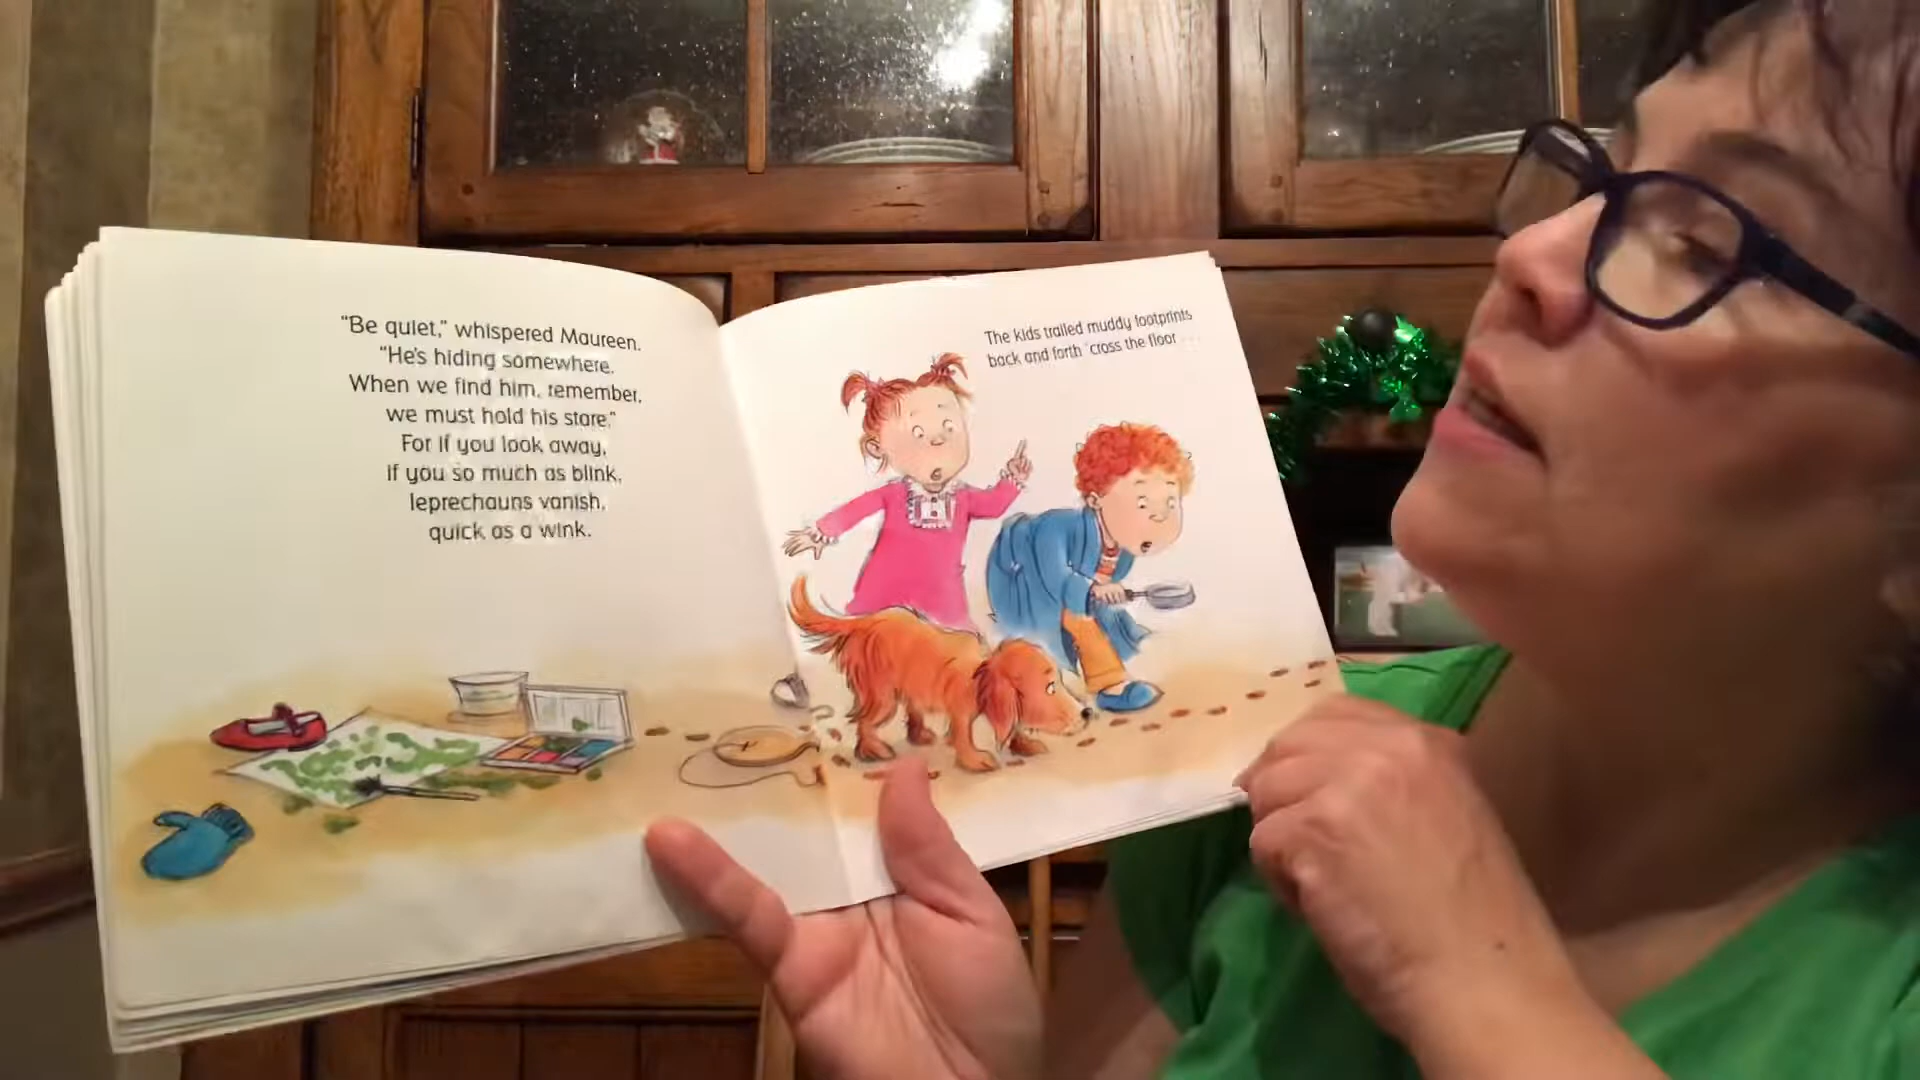 "Be quiet," whispered Maureen.
"He's hiding somewhere.
When we find him, remember,
we must hold his stare."
For if you look away,
if you so much as blink,
leprechauns vanish,
quick as a wink.
The kids trailed muddy footprints
back and forth 'cross the floor . . .